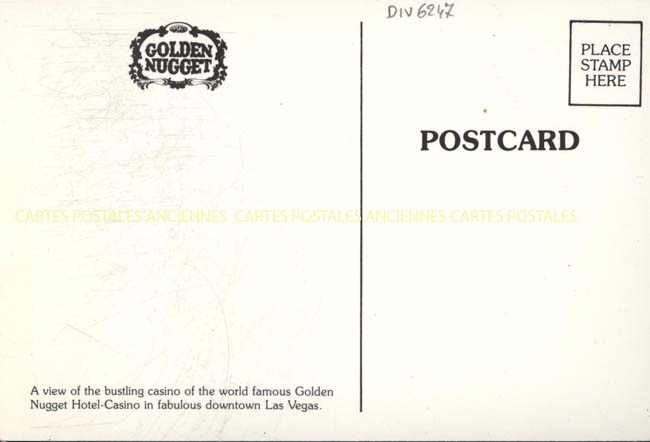 DIV 6247
GOLDEN
NUGGET
PLACE
STAMP
HERE
POSTCARD
CARTES POSTALES ANCIENNES CARTES POSTALES ANCIENNES CARTES POSTALES
A view of the bustling casino of the world famous Golden
Nugget Hotel-Casino in fabulous downtown Las Vegas.